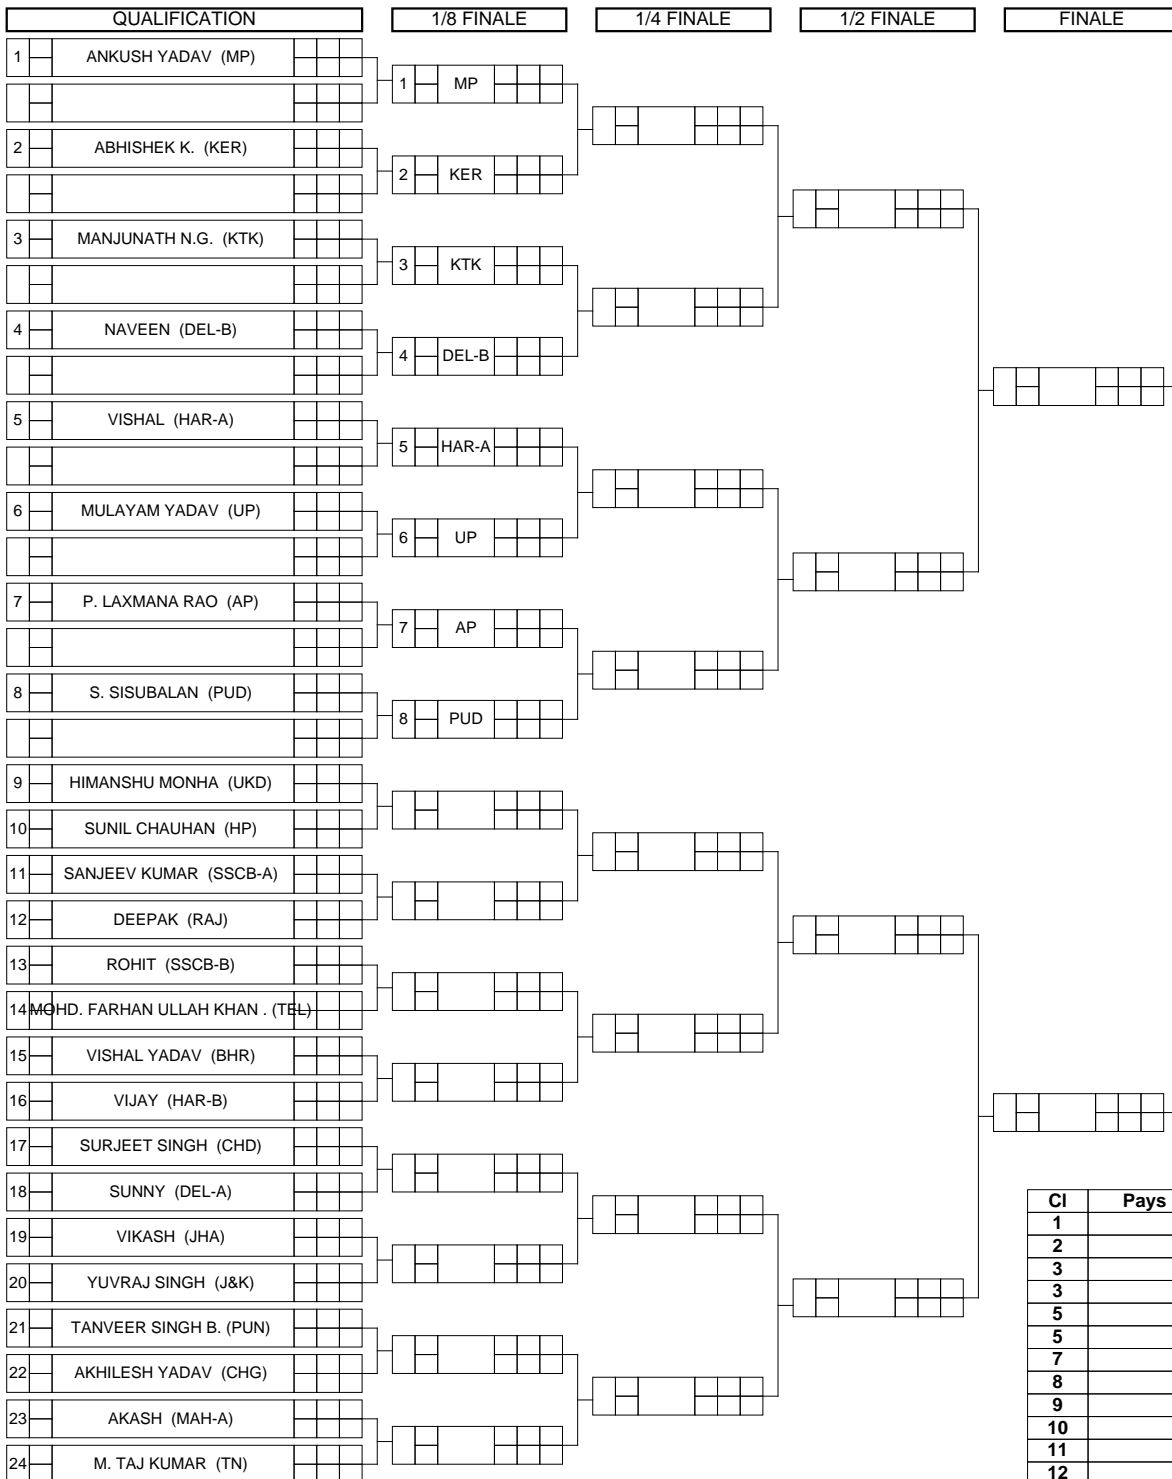 QUALIFICATION 1/8 FINALE 1/4 FINALE 1/2 FINALE FINALE
1 ANKUSH YADAV (MP)
1 MP
2 ABHISHEK K. (KER)
2 KER
3 MANJUNATH N.G. (KTK)
3 KTK
4 NAVEEN (DEL-B)
4 DEL-B
5 VISHAL (HAR-A)
5 HAR-A
6 MULAYAM YADAV (UP)
6 UP
7 P. LAXMANA RAO (AP)
7 AP
8 S. SISUBALAN (PUD)
8 PUD
9 HIMANSHU MONHA (UKD)
10 SUNIL CHAUHAN (HP)
11 SANJEEV KUMAR (SSCB-A)
12 DEEPAK (RAJ)
13 ROHIT (SSCB-B)
14 MOHD. FARHAN ULLAH KHAN . (TEL)
15 VISHAL YADAV (BHR)
16 VIJAY (HAR-B)
17 SURJEET SINGH (CHD)
18 SUNNY (DEL-A)
19 VIKASH (JHA)
20 YUVRAJ SINGH (J&K)
21 TANVEER SINGH B. (PUN)
22 AKHILESH YADAV (CHG)
23 AKASH (MAH-A)
24 M. TAJ KUMAR (TN)
Cl Pays
1
2
3
3
5
5
7
8
9
10
11
12